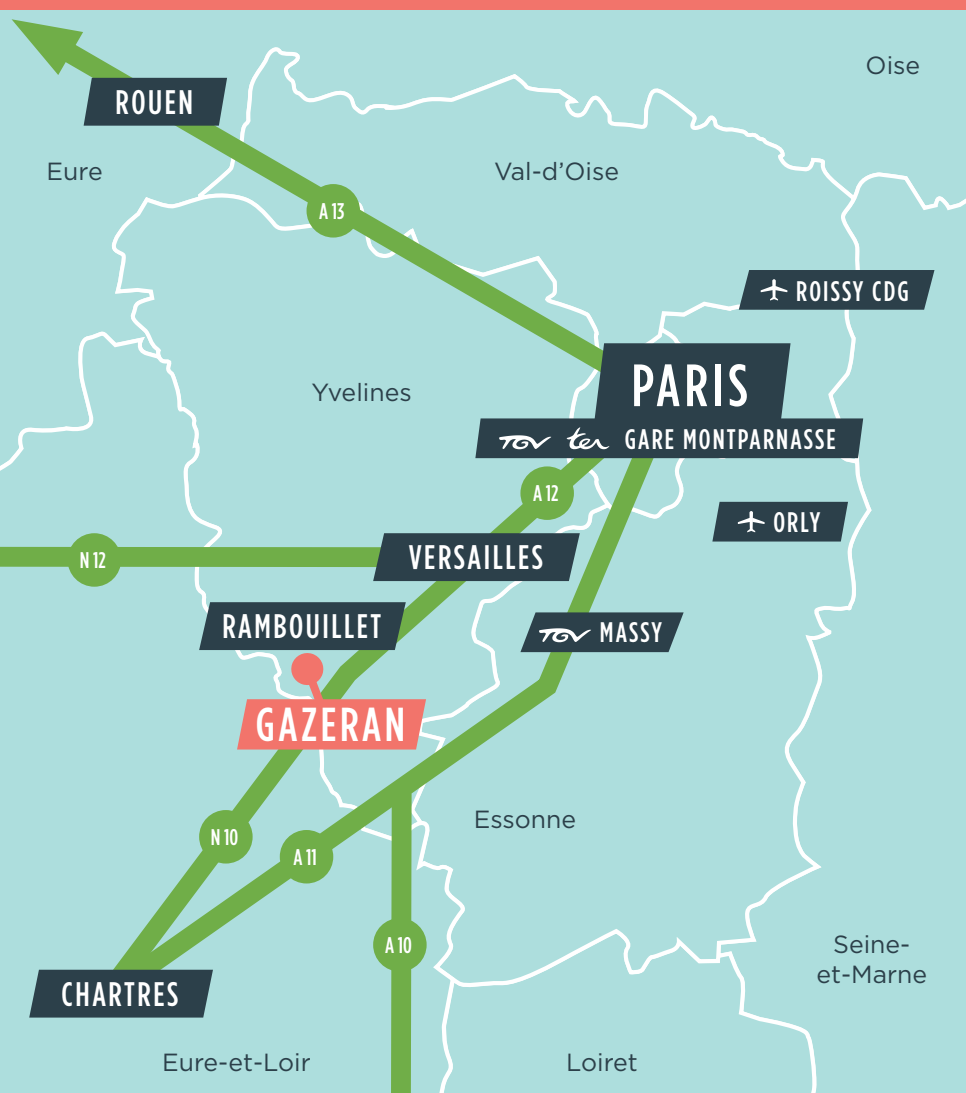 Oise
ROUEN
Eure
Val-d'Oise
A 13
ROISSY CDG
PARIS
Yvelines
TGV ter GARE MONTPARNASSE
A 12
ORLY
N 12
VERSAILLES
RAMBOUILLET
TGV MASSY
GAZERAN
Essonne
N 10
A 11
A 10
Seine-
et-Marne
CHARTRES
Eure-et-Loir
Loiret